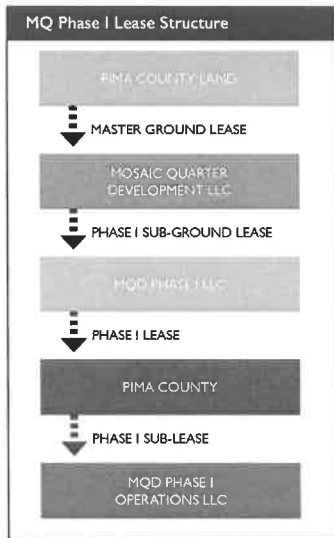 MQ Phase I Lease Structure
PIMA COUNTY LAND
MASTER GROUND LEASE
MOSAIC QUARTER
DEVELOPMENT LLC
PHASE I SUB-GROUND LEASE
MQD PHASE I LLC
PHASE I LEASE
PIMA COUNTY
PHASE I SUB-LEASE
MQD PHASE I
OPERATIONS LLC